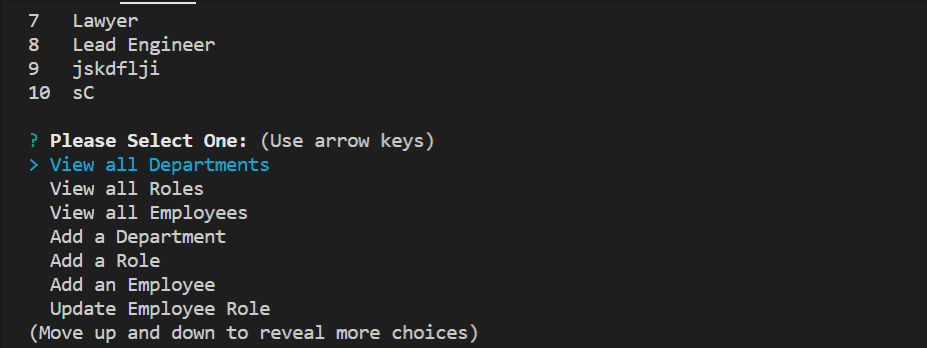 7 Lawyer
8 Lead Engineer
9 jskdflji
10 sC
? Please Select One: (Use arrow keys)
> View all Departments
View all Roles
View all Employees
Add a Department
Add a Role
Add an Employee
Update Employee Role
(Move up and down to reveal more choices)